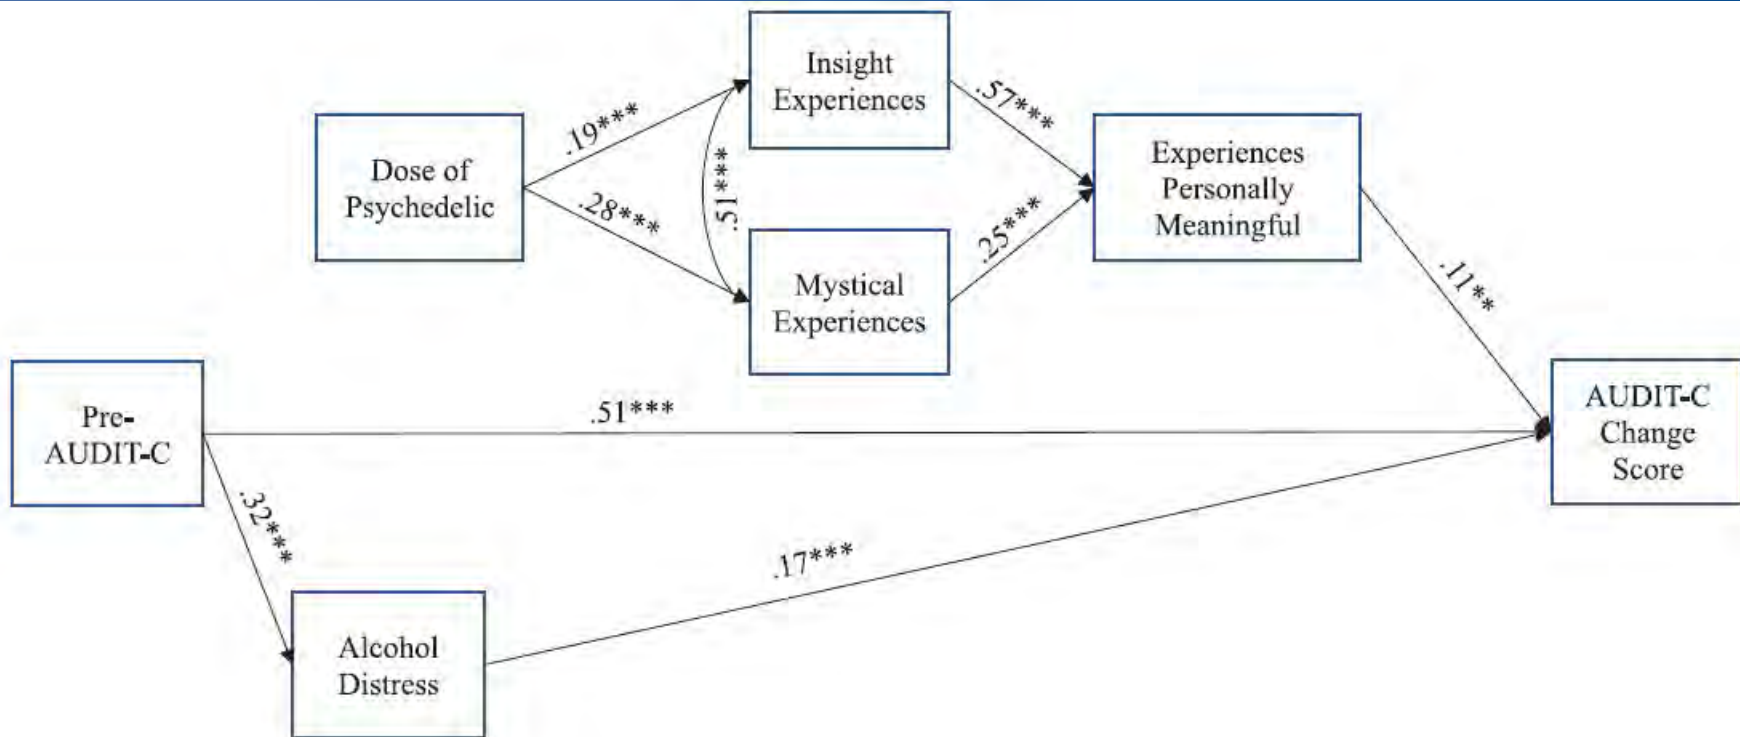 Insight
Experiences
.19***
.57***
Dose of
Psychedelic
.51***
Experiences
Personally
Meaningful
.28***
.25***
Mystical
Experiences
.11**
Pre-
AUDIT-C
.51***
AUDIT-C
Change
Score
.32***
.17***
Alcohol
Distress